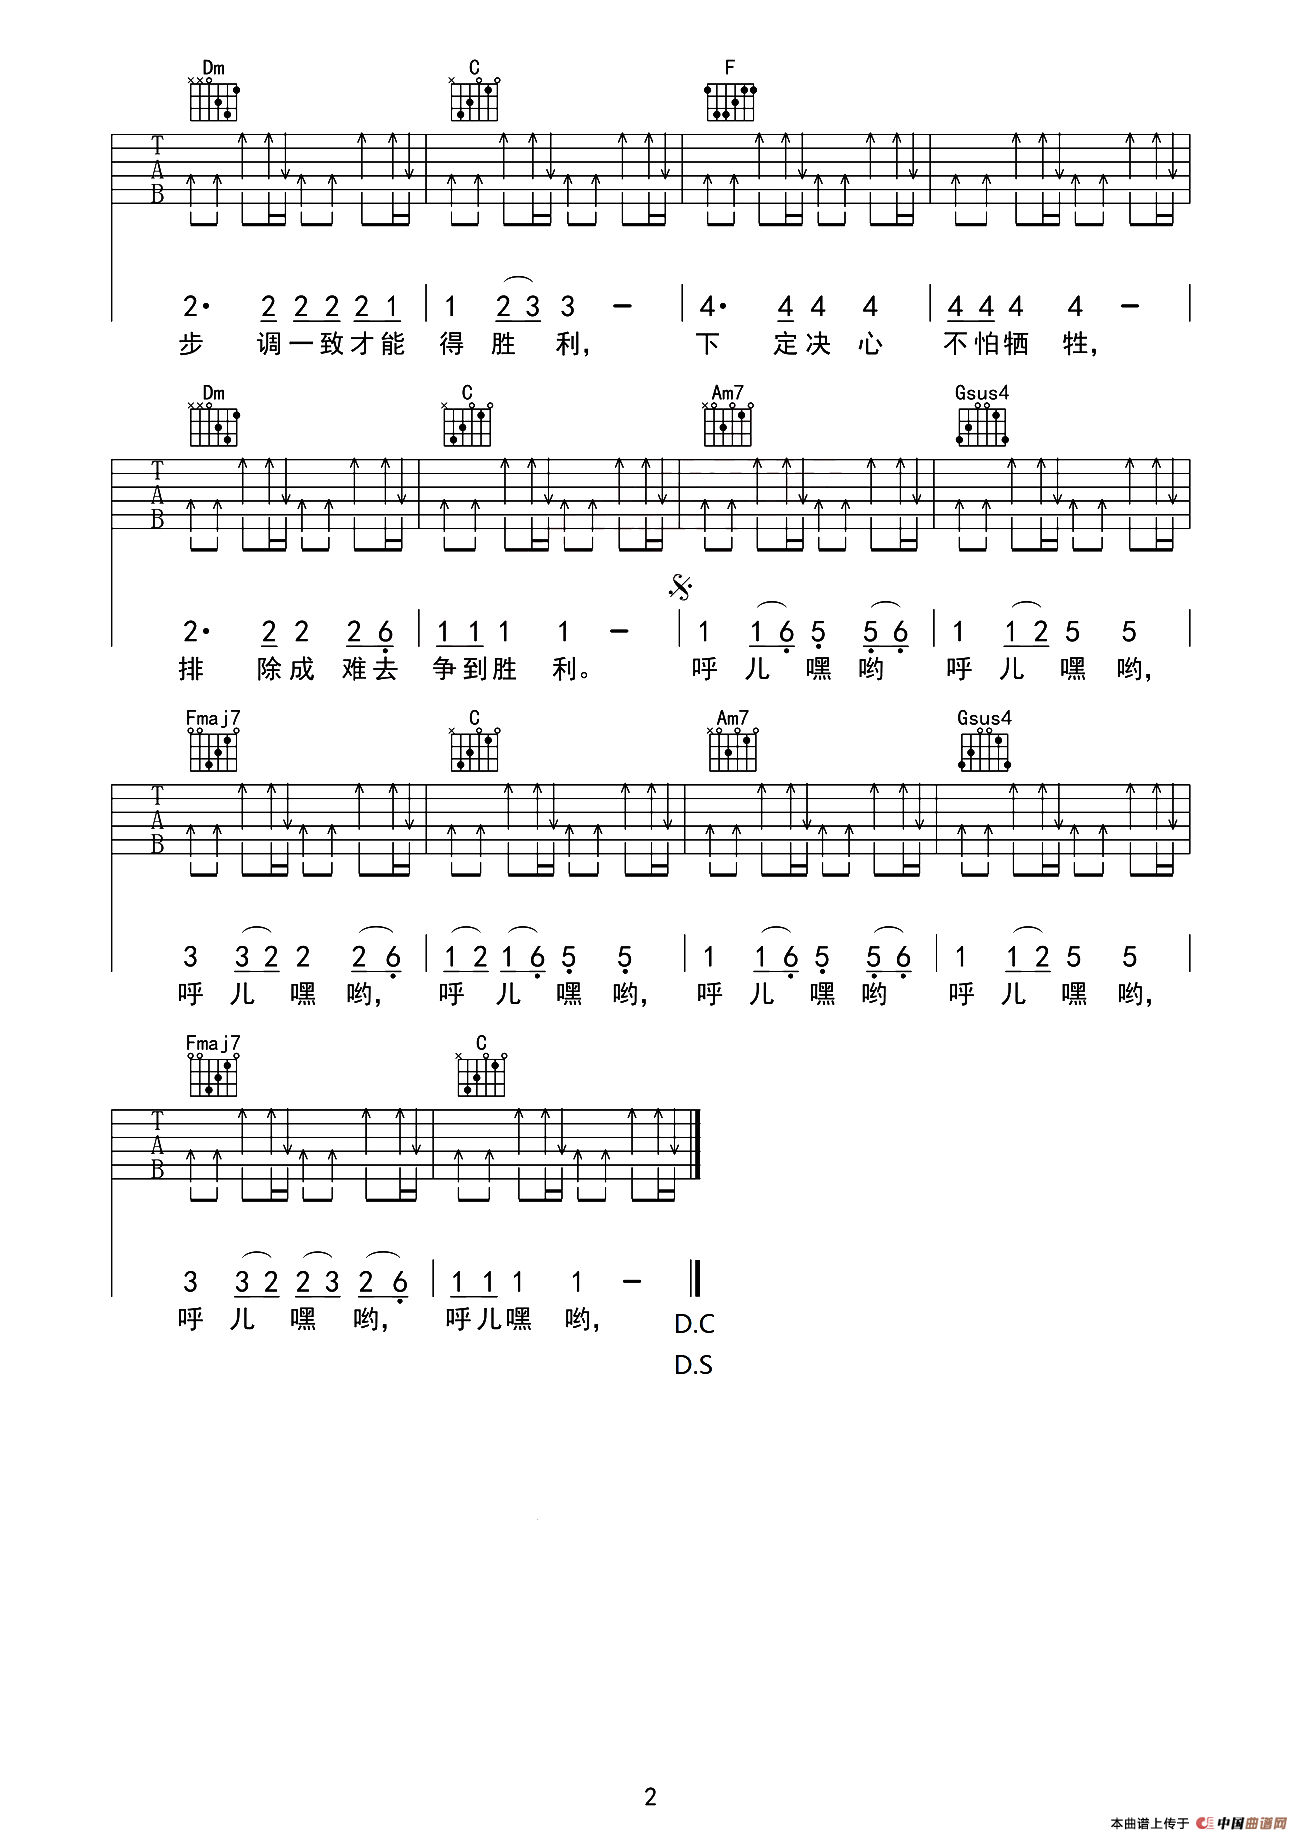 Dm C F
T A B
2· 2 2 2 2 1 | 1 2 3 3 – | 4· 4 4 4 | 4 4 4 4 – |
步 调一致才能 得 胜 利， 下 定决 心 不怕牺 牲，
Dm C Am7 Gsus4
T A B
2· 2 2 2 6 | 1 1 1 1 – | 1 1 6 5 5 6 | 1 1 2 5 5 |
排 除成 难去 争到胜 利。 呼 儿 嘿 哟 呼 儿 嘿 哟，
Fmaj7 C Am7 Gsus4
T A B
3 3 2 2 2 6 | 1 2 1 6 5 5 | 1 1 6 5 5 6 | 1 1 2 5 5 |
呼 儿 嘿 哟， 呼 儿 嘿 哟， 呼 儿 嘿 哟 呼 儿 嘿 哟，
Fmaj7 C
T A B
3 3 2 2 3 2 6 | 1 1 1 1 –
呼 儿 嘿 哟， 呼儿嘿 哟，
D.C
D.S
2
本曲谱上传于 中国曲谱网